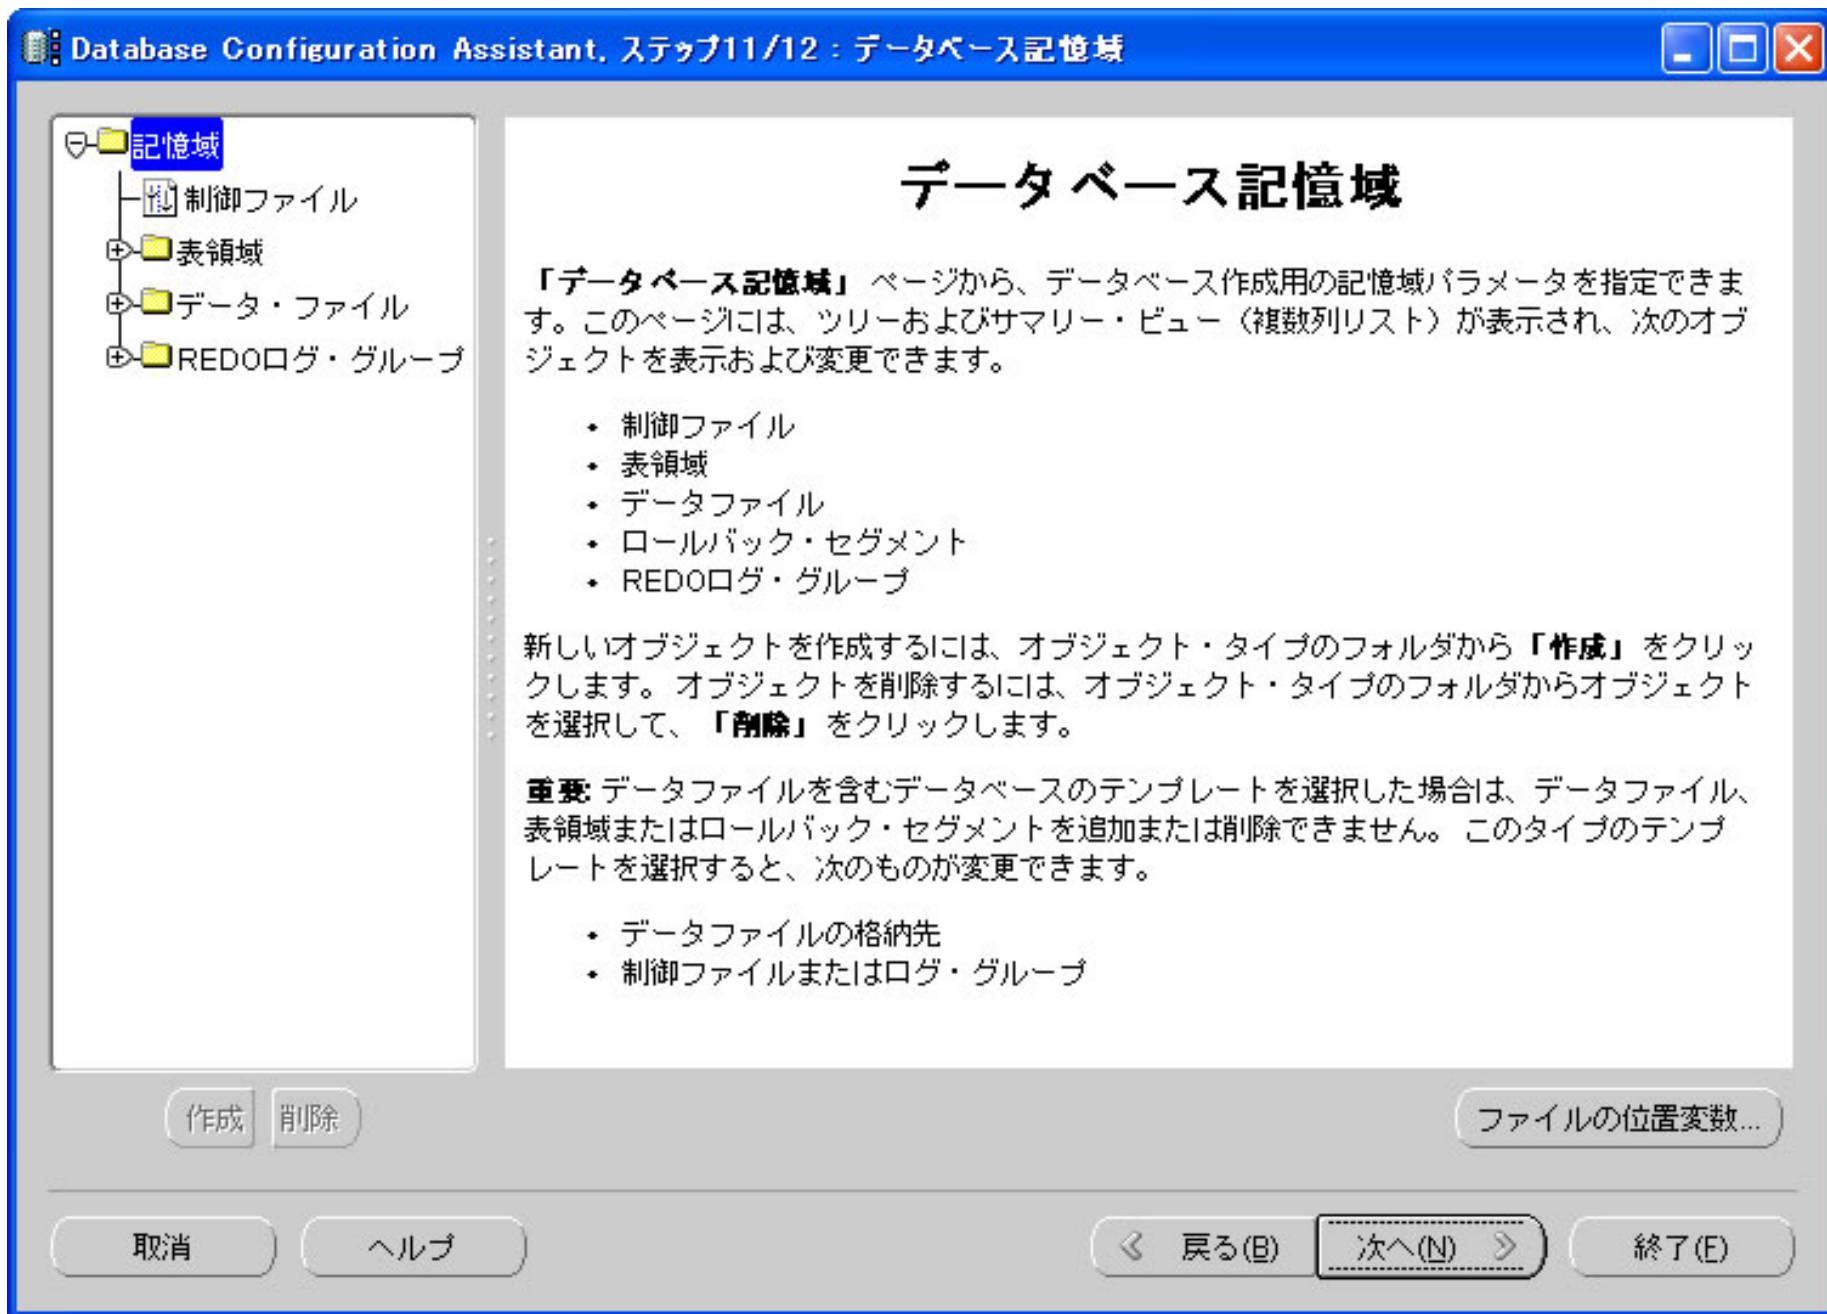 Database Configuration Assistant, ステップ11/12 : データベース記憶域
記憶域
制御ファイル
表領域
データ・ファイル
REDOログ・グループ
データベース記憶域
「データベース記憶域」 ページから、データベース作成用の記憶域パラメータを指定できま
す。このページには、ツリーおよびサマリー・ビュー（複数列リスト）が表示され、次のオブ
ジェクトを表示および変更できます。
• 制御ファイル
• 表領域
• データファイル
• ロールバック・セグメント
• REDOログ・グループ
新しいオブジェクトを作成するには、オブジェクト・タイプのフォルダから「作成」 をクリッ
クします。 オブジェクトを削除するには、オブジェクト・タイプのフォルダからオブジェクト
を選択して、 「削除」 をクリックします。
重要: データファイルを含むデータベースのテンプレートを選択した場合は、データファイル、
表領域またはロールバック・セグメントを追加または削除できません。 このタイプのテンプ
レートを選択すると、次のものが変更できます。
• データファイルの格納先
• 制御ファイルまたはログ・グループ
作成 削除
ファイルの位置変数...
取消 ヘルプ 戻る(B) 次へ(N) 終了(F)